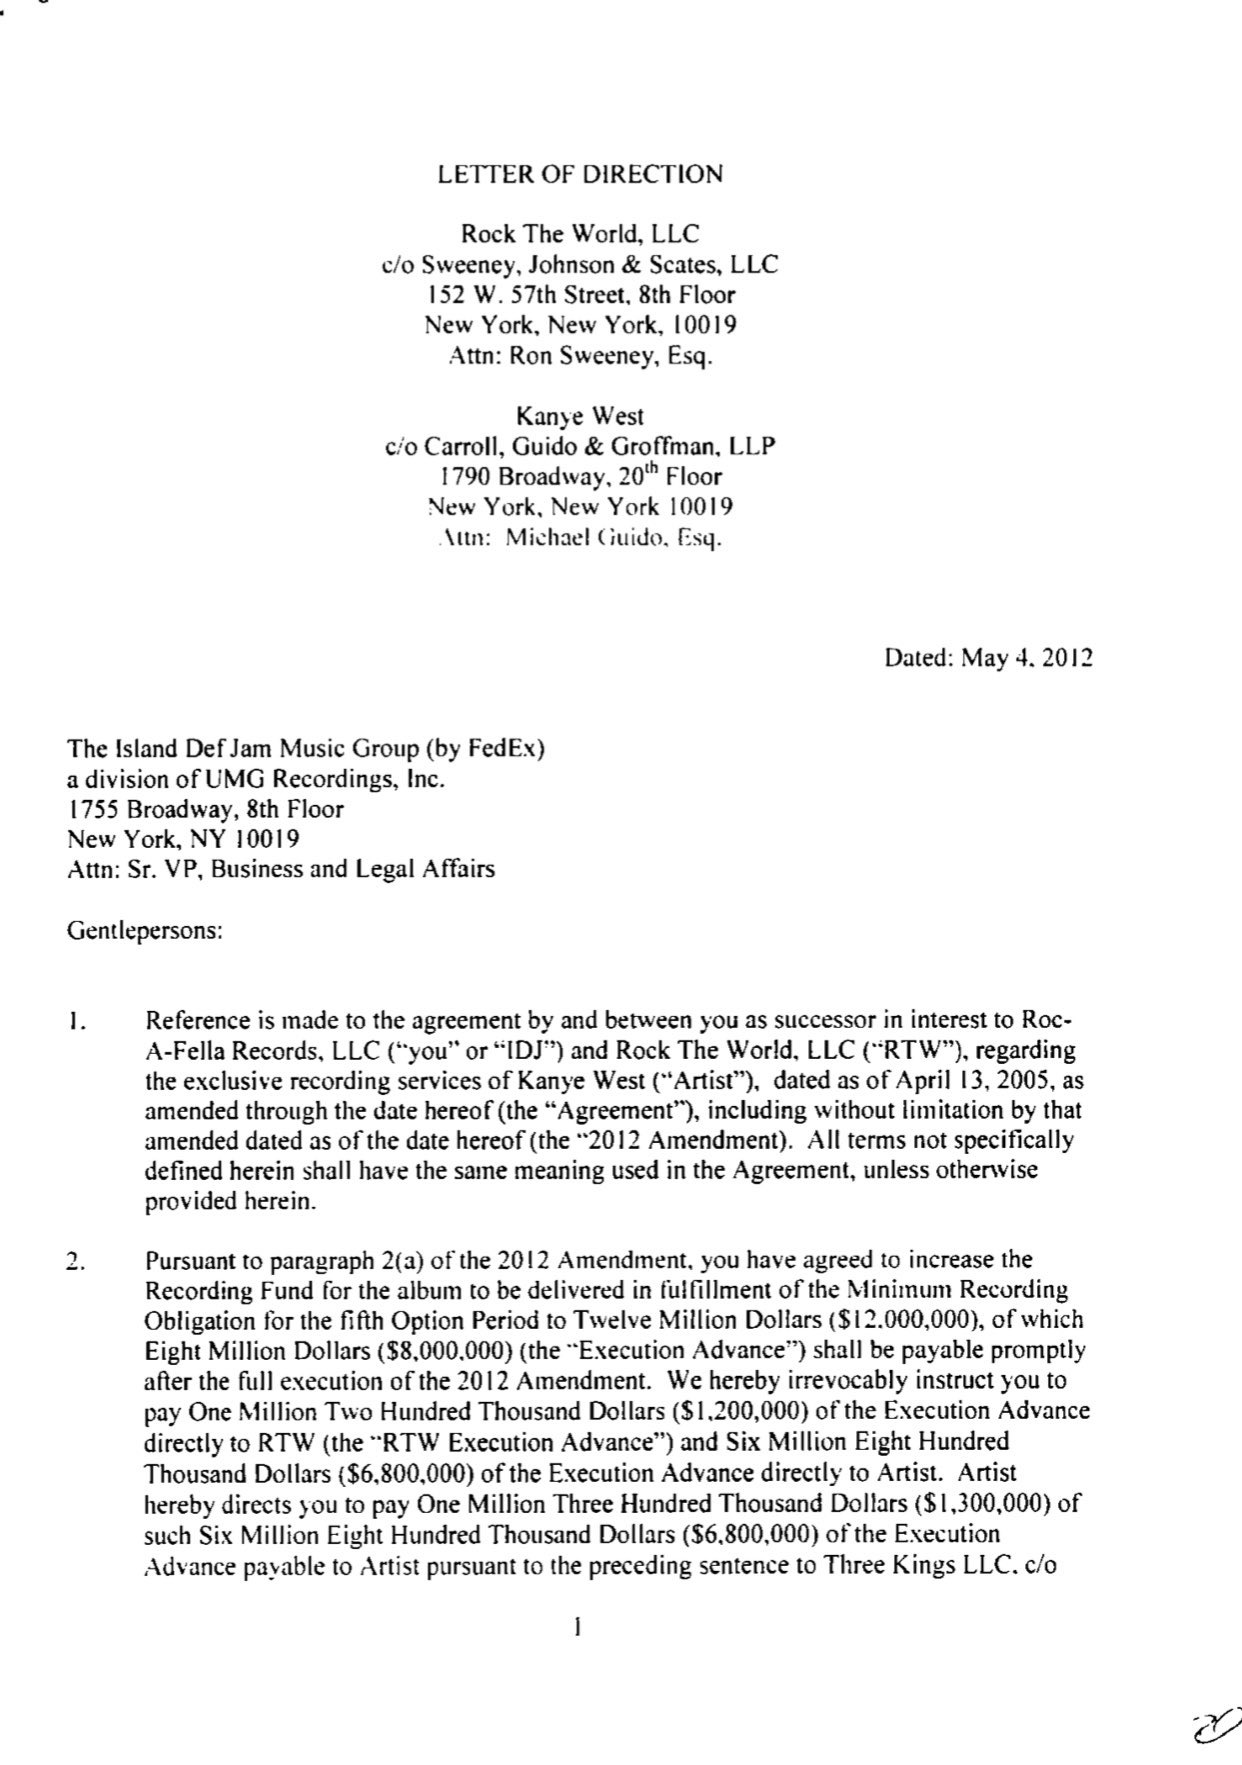 LETTER OF DIRECTION
Rock The World, LLC
c/o Sweeney, Johnson & Scates, LLC
152 W. 57th Street, 8th Floor
New York, New York, 10019
Attn: Ron Sweeney, Esq.
Kanye West
c/o Carroll, Guido & Groffman, LLP
1790 Broadway, 20th Floor
New York, New York 10019
Attn: Michael Guido, Esq.
Dated: May 4, 2012
The Island Def Jam Music Group (by FedEx)
a division of UMG Recordings, Inc.
1755 Broadway, 8th Floor
New York, NY 10019
Attn: Sr. VP, Business and Legal Affairs
Gentlepersons:
1. Reference is made to the agreement by and between you as successor in interest to Roc-
A-Fella Records, LLC (“you” or “IDJ”) and Rock The World, LLC (“RTW”), regarding
the exclusive recording services of Kanye West (“Artist”), dated as of April 13, 2005, as
amended through the date hereof (the “Agreement”), including without limitation by that
amended dated as of the date hereof (the “2012 Amendment). All terms not specifically
defined herein shall have the same meaning used in the Agreement, unless otherwise
provided herein.
2. Pursuant to paragraph 2(a) of the 2012 Amendment, you have agreed to increase the
Recording Fund for the album to be delivered in fulfillment of the Minimum Recording
Obligation for the fifth Option Period to Twelve Million Dollars ($12,000,000), of which
Eight Million Dollars ($8,000,000) (the “Execution Advance”) shall be payable promptly
after the full execution of the 2012 Amendment. We hereby irrevocably instruct you to
pay One Million Two Hundred Thousand Dollars ($1,200,000) of the Execution Advance
directly to RTW (the “RTW Execution Advance”) and Six Million Eight Hundred
Thousand Dollars ($6,800,000) of the Execution Advance directly to Artist. Artist
hereby directs you to pay One Million Three Hundred Thousand Dollars ($1,300,000) of
such Six Million Eight Hundred Thousand Dollars ($6,800,000) of the Execution
Advance payable to Artist pursuant to the preceding sentence to Three Kings LLC, c/o
1